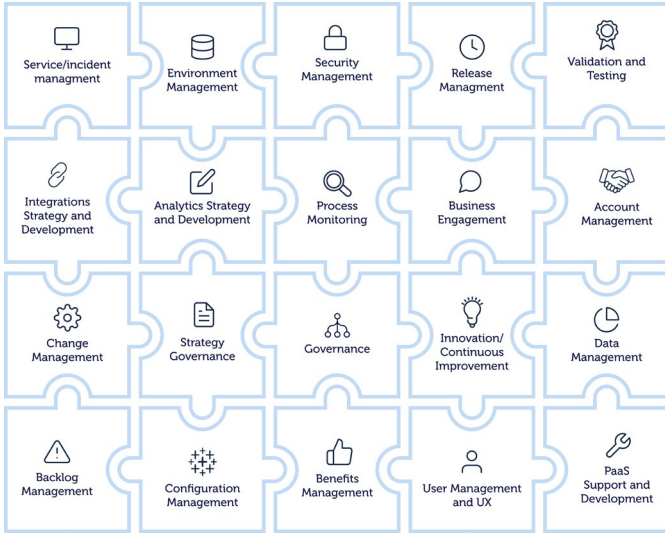 Service/incident
managment
Environment
Management
Security
Management
Release
Managment
Validation and
Testing
Integrations
Strategy and
Development
Analytics Strategy
and Development
Process
Monitoring
Business
Engagement
Account
Management
Change
Management
Strategy
Governance
Governance
Innovation/
Continuous
Improvement
Data
Management
Backlog
Management
Configuration
Management
Benefits
Management
User Management
and UX
PaaS
Support and
Development